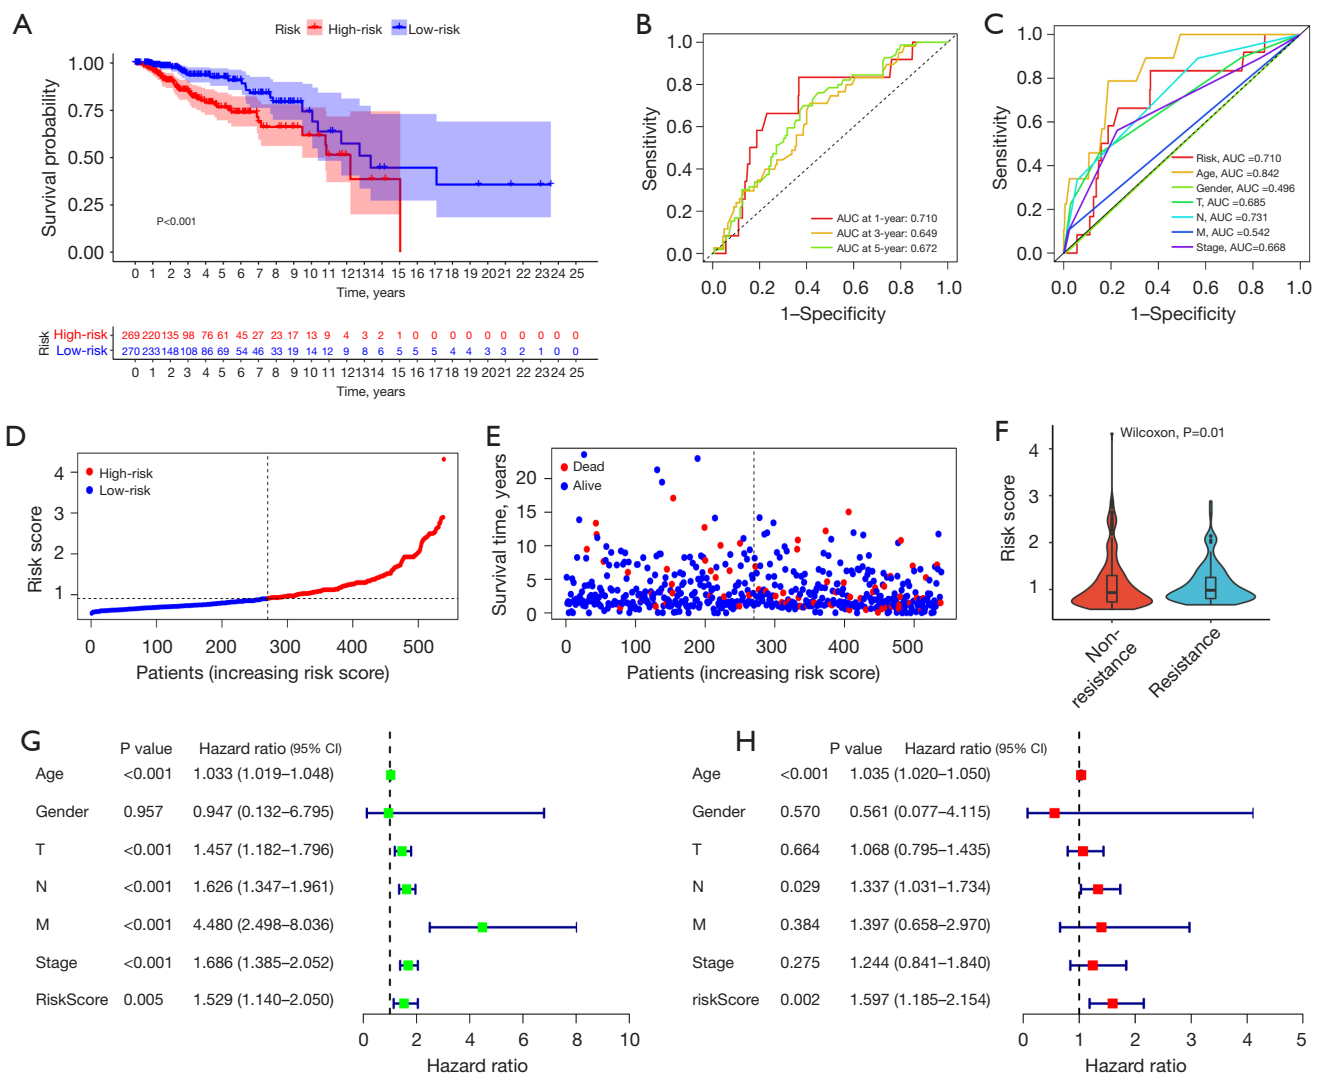 A
Risk High-risk Low-risk
Survival probability
1.00
0.75
0.50
0.25
0.00
P<0.001
0 1 2 3 4 5 6 7 8 9 10 11 12 13 14 15 16 17 18 19 20 21 22 23 24 25
Time, years
Risk
High-risk 269 220 135 98 76 61 45 27 23 17 13 9 4 3 2 1 0 0 0 0 0 0 0 0 0 0
Low-risk 270 233 148 108 86 69 54 46 33 19 14 12 9 8 6 5 5 5 4 4 3 3 2 1 0 0
0 1 2 3 4 5 6 7 8 9 10 11 12 13 14 15 16 17 18 19 20 21 22 23 24 25
Time, years
B
Sensitivity
1.0
0.8
0.6
0.4
0.2
0.0
AUC at 1-year: 0.710
AUC at 3-year: 0.649
AUC at 5-year: 0.672
0.0 0.2 0.4 0.6 0.8 1.0
1–Specificity
C
Sensitivity
1.0
0.8
0.6
0.4
0.2
0.0
Risk, AUC =0.710
Age, AUC =0.842
Gender, AUC =0.496
T, AUC =0.685
N, AUC =0.731
M, AUC =0.542
Stage, AUC=0.668
0.0 0.2 0.4 0.6 0.8 1.0
1–Specificity
D
Risk score
4
3
2
1
High-risk
Low-risk
0 100 200 300 400 500
Patients (increasing risk score)
E
Survival time, years
20
15
10
5
0
Dead
Alive
0 100 200 300 400 500
Patients (increasing risk score)
F
Wilcoxon, P=0.01
Risk score
4
3
2
1
Non-
resistance
Resistance
G
P value Hazard ratio (95% CI)
Age <0.001 1.033 (1.019–1.048)
Gender 0.957 0.947 (0.132–6.795)
T <0.001 1.457 (1.182–1.796)
N <0.001 1.626 (1.347–1.961)
M <0.001 4.480 (2.498–8.036)
Stage <0.001 1.686 (1.385–2.052)
RiskScore 0.005 1.529 (1.140–2.050)
0 2 4 6 8 10
Hazard ratio
H
P value Hazard ratio (95% CI)
Age <0.001 1.035 (1.020–1.050)
Gender 0.570 0.561 (0.077–4.115)
T 0.664 1.068 (0.795–1.435)
N 0.029 1.337 (1.031–1.734)
M 0.384 1.397 (0.658–2.970)
Stage 0.275 1.244 (0.841–1.840)
riskScore 0.002 1.597 (1.185–2.154)
0 1 2 3 4 5
Hazard ratio